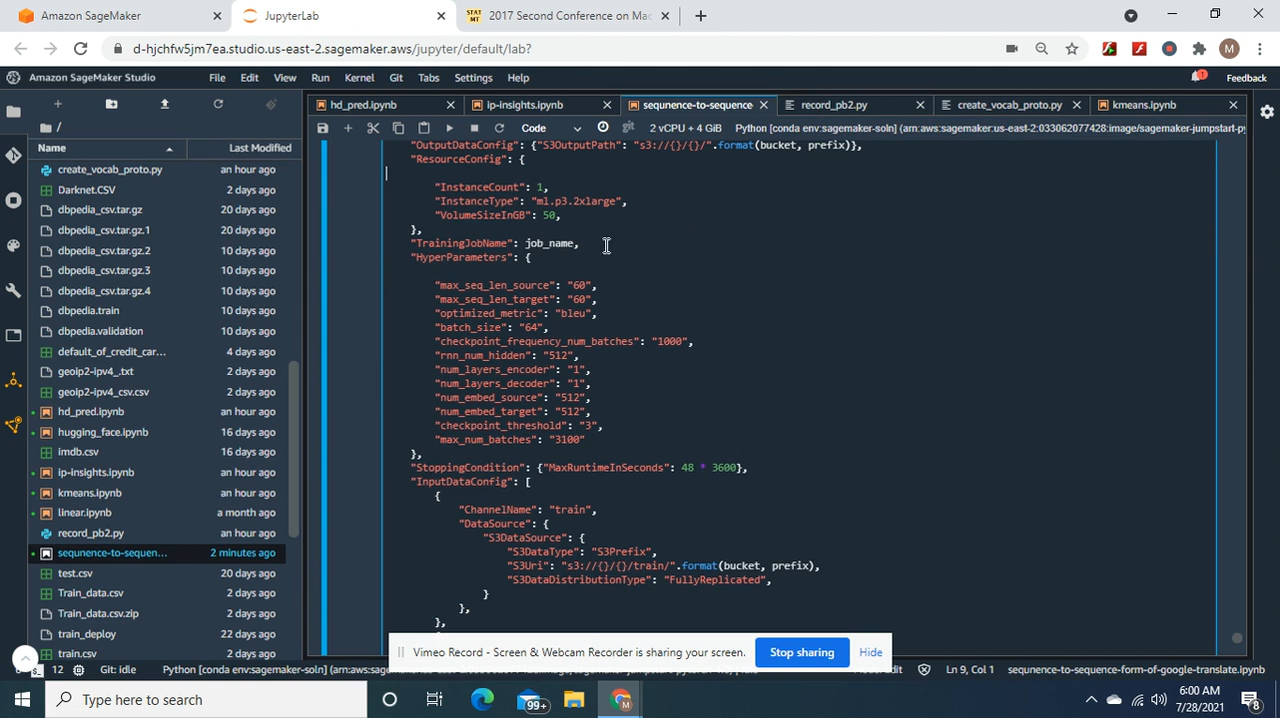 Amazon SageMaker
JupyterLab
STAT MT
2017 Second Conference on Mac
d-hjchfw5jm7ea.studio.us-east-2.sagemaker.aws/jupyter/default/lab?
M
Amazon SageMaker Studio
File Edit View Run Kernel Git Tabs Settings Help
1
Feedback
hd_pred.ipynb
ip-insights.ipynb
sequnence-to-sequence
record_pb2.py
create_vocab_proto.py
kmeans.ipynb
Code
git
2 vCPU + 4 GiB
Python [conda env:sagemaker-soln] (arn:aws:sagemaker:us-east-2:033062077428:image/sagemaker-jumpstart-py
/
Name
Last Modified
create_vocab_proto.py an hour ago
Darknet.CSV 2 days ago
dbpedia_csv.tar.gz 20 days ago
dbpedia_csv.tar.gz.1 20 days ago
dbpedia_csv.tar.gz.2 10 days ago
dbpedia_csv.tar.gz.3 10 days ago
dbpedia_csv.tar.gz.4 10 days ago
dbpedia.train 10 days ago
dbpedia.validation 10 days ago
default_of_credit_car... 4 days ago
geoip2-ipv4_.txt an hour ago
geoip2-ipv4_csv.csv an hour ago
hd_pred.ipynb an hour ago
hugging_face.ipynb 16 days ago
imdb.csv 16 days ago
ip-insights.ipynb an hour ago
kmeans.ipynb an hour ago
linear.ipynb a month ago
record_pb2.py an hour ago
sequnence-to-sequen... 2 minutes ago
test.csv 20 days ago
Train_data.csv 2 days ago
Train_data.csv.zip 2 days ago
train_deploy 22 days ago
train.csv
"OutputDataConfig": {"S3OutputPath": "s3://{}/{}/".format(bucket, prefix)},
"ResourceConfig": {
"InstanceCount": 1,
"InstanceType": "ml.p3.2xlarge",
"VolumeSizeInGB": 50,
},
"TrainingJobName": job_name,
"HyperParameters": {
"max_seq_len_source": "60",
"max_seq_len_target": "60",
"optimized_metric": "bleu",
"batch_size": "64",
"checkpoint_frequency_num_batches": "1000",
"rnn_num_hidden": "512",
"num_layers_encoder": "1",
"num_layers_decoder": "1",
"num_embed_source": "512",
"num_embed_target": "512",
"checkpoint_threshold": "3",
"max_num_batches": "3100"
},
"StoppingCondition": {"MaxRuntimeInSeconds": 48 * 3600},
"InputDataConfig": [
{
"ChannelName": "train",
"DataSource": {
"S3DataSource": {
"S3DataType": "S3Prefix",
"S3Uri": "s3://{}/{}/train/".format(bucket, prefix),
"S3DataDistributionType": "FullyReplicated",
}
},
},
Vimeo Record - Screen & Webcam Recorder is sharing your screen.
Stop sharing
Hide
12
Git: idle
Python [conda env:sagemaker-soln] (arn:aws:
Ln 9, Col 1
sequence-to-sequence-form-of-google-translate.ipynb
Type here to search
99+
M
6:00 AM
7/28/2021
8